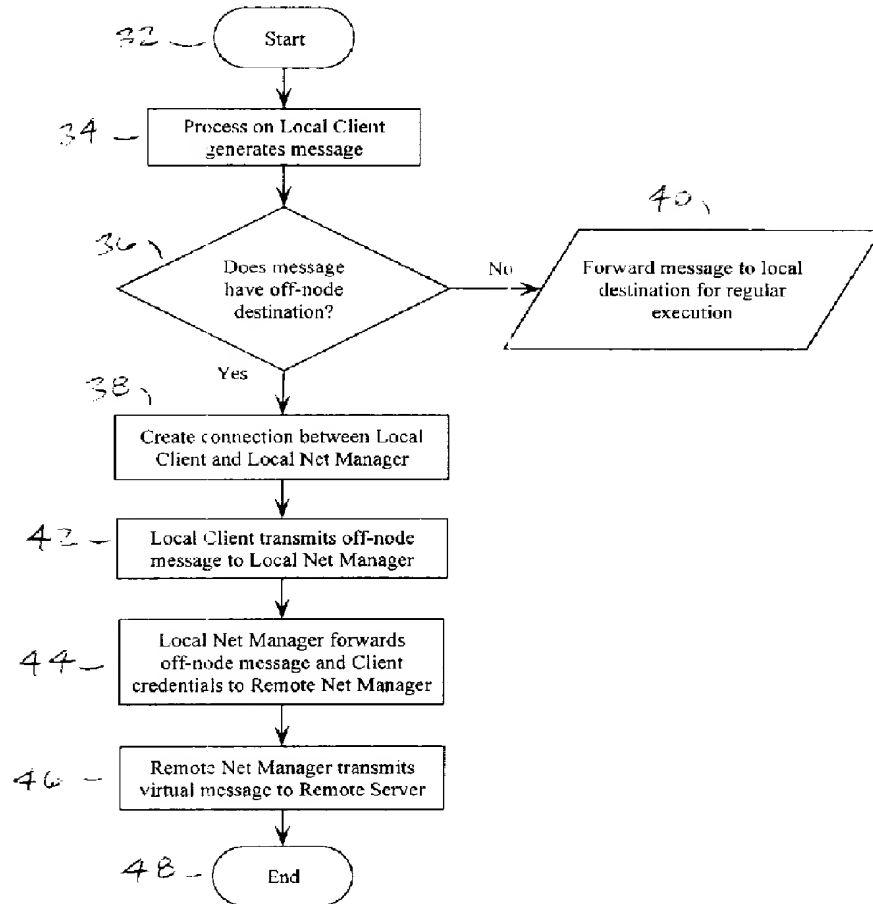 32
Start
34
Process on Local Client
generates message
36
Does message
have off-node
destination?
No
40
Forward message to local
destination for regular
execution
Yes
38
Create connection between Local
Client and Local Net Manager
42
Local Client transmits off-node
message to Local Net Manager
44
Local Net Manager forwards
off-node message and Client
credentials to Remote Net Manager
46
Remote Net Manager transmits
virtual message to Remote Server
48
End